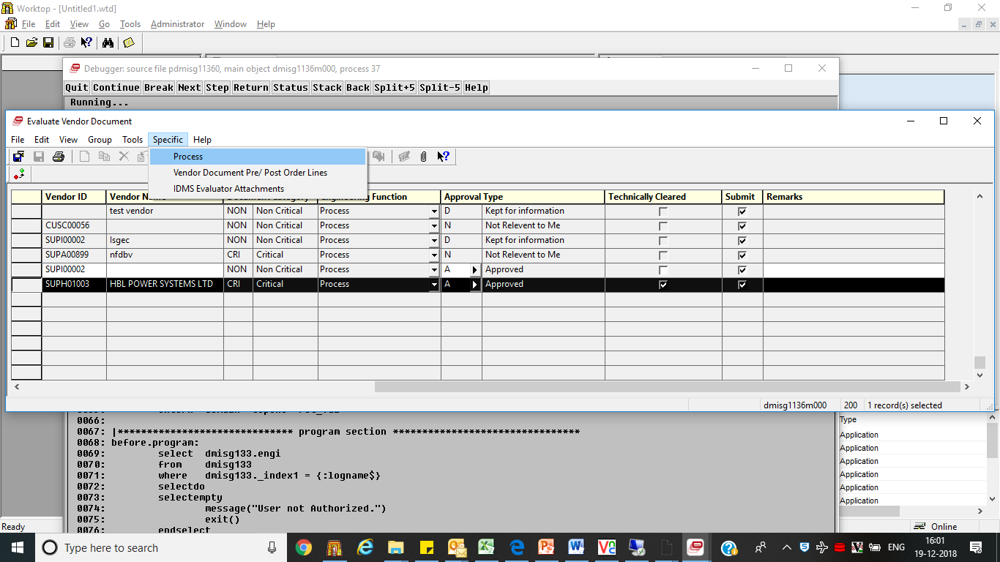 Worktop - [Untitled1.wtd]
File Edit View Go Tools Administrator Window Help
Debugger: source file pdmisg11360, main object dmisg1136m000, process 37
Quit Continue Break Next Step Return Status Stack Back Split+5 Split-5 Help
Running...
Evaluate Vendor Document
File Edit View Group Tools Specific Help
Process
Vendor Document Pre/ Post Order Lines
IDMS Evaluator Attachments
Vendor ID Vendor Name Document Category Engineering Function Approval Type Technically Cleared Submit Remarks
test vendor NON Non Critical Process D Kept for information
CUSC00056 NON Non Critical Process N Not Relevent to Me
SUPI00002 lsgec NON Non Critical Process D Kept for information
SUPA00899 nfdbv CRI Critical Process N Not Relevent to Me
SUPI00002 NON Non Critical Process A Approved
SUPH01003 HBL POWER SYSTEMS LTD CRI Critical Process A Approved
dmisg1136m000 200 1 record(s) selected
0066:
0067: |****************************** program section ********************************
0068: before.program:
0069: select dmisg133.engi
0070: from dmisg133
0071: where dmisg133._index1 = {:logname$}
0072: selectdo
0073: selectempty
0074: message("User not Authorized.")
0075: exit()
0076: endselect
Type
Application
Application
Application
Application
Application
Application
Ready
Online
Type here to search
ENG
16:01
19-12-2018